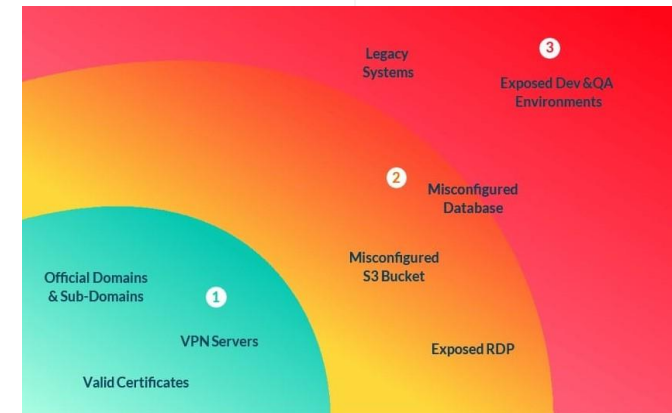 3
Legacy
Systems
Exposed Dev &QA
Environments
2
Misconfigured
Database
Misconfigured
S3 Bucket
Official Domains
& Sub-Domains
1
VPN Servers
Exposed RDP
Valid Certificates